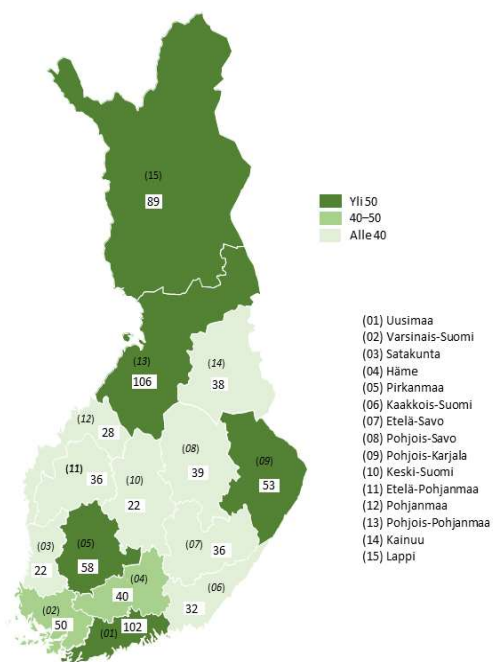 (15)
89
Yli 50
40–50
Alle 40
(13)
106
(14)
38
(12)
28
(11)
36
(10)
22
(08)
39
(09)
53
(03)
22
(05)
58
(07)
36
(04)
40
(06)
32
(02)
50
(01) 102
(01) Uusimaa
(02) Varsinais-Suomi
(03) Satakunta
(04) Häme
(05) Pirkanmaa
(06) Kaakkois-Suomi
(07) Etelä-Savo
(08) Pohjois-Savo
(09) Pohjois-Karjala
(10) Keski-Suomi
(11) Etelä-Pohjanmaa
(12) Pohjanmaa
(13) Pohjois-Pohjanmaa
(14) Kainuu
(15) Lappi